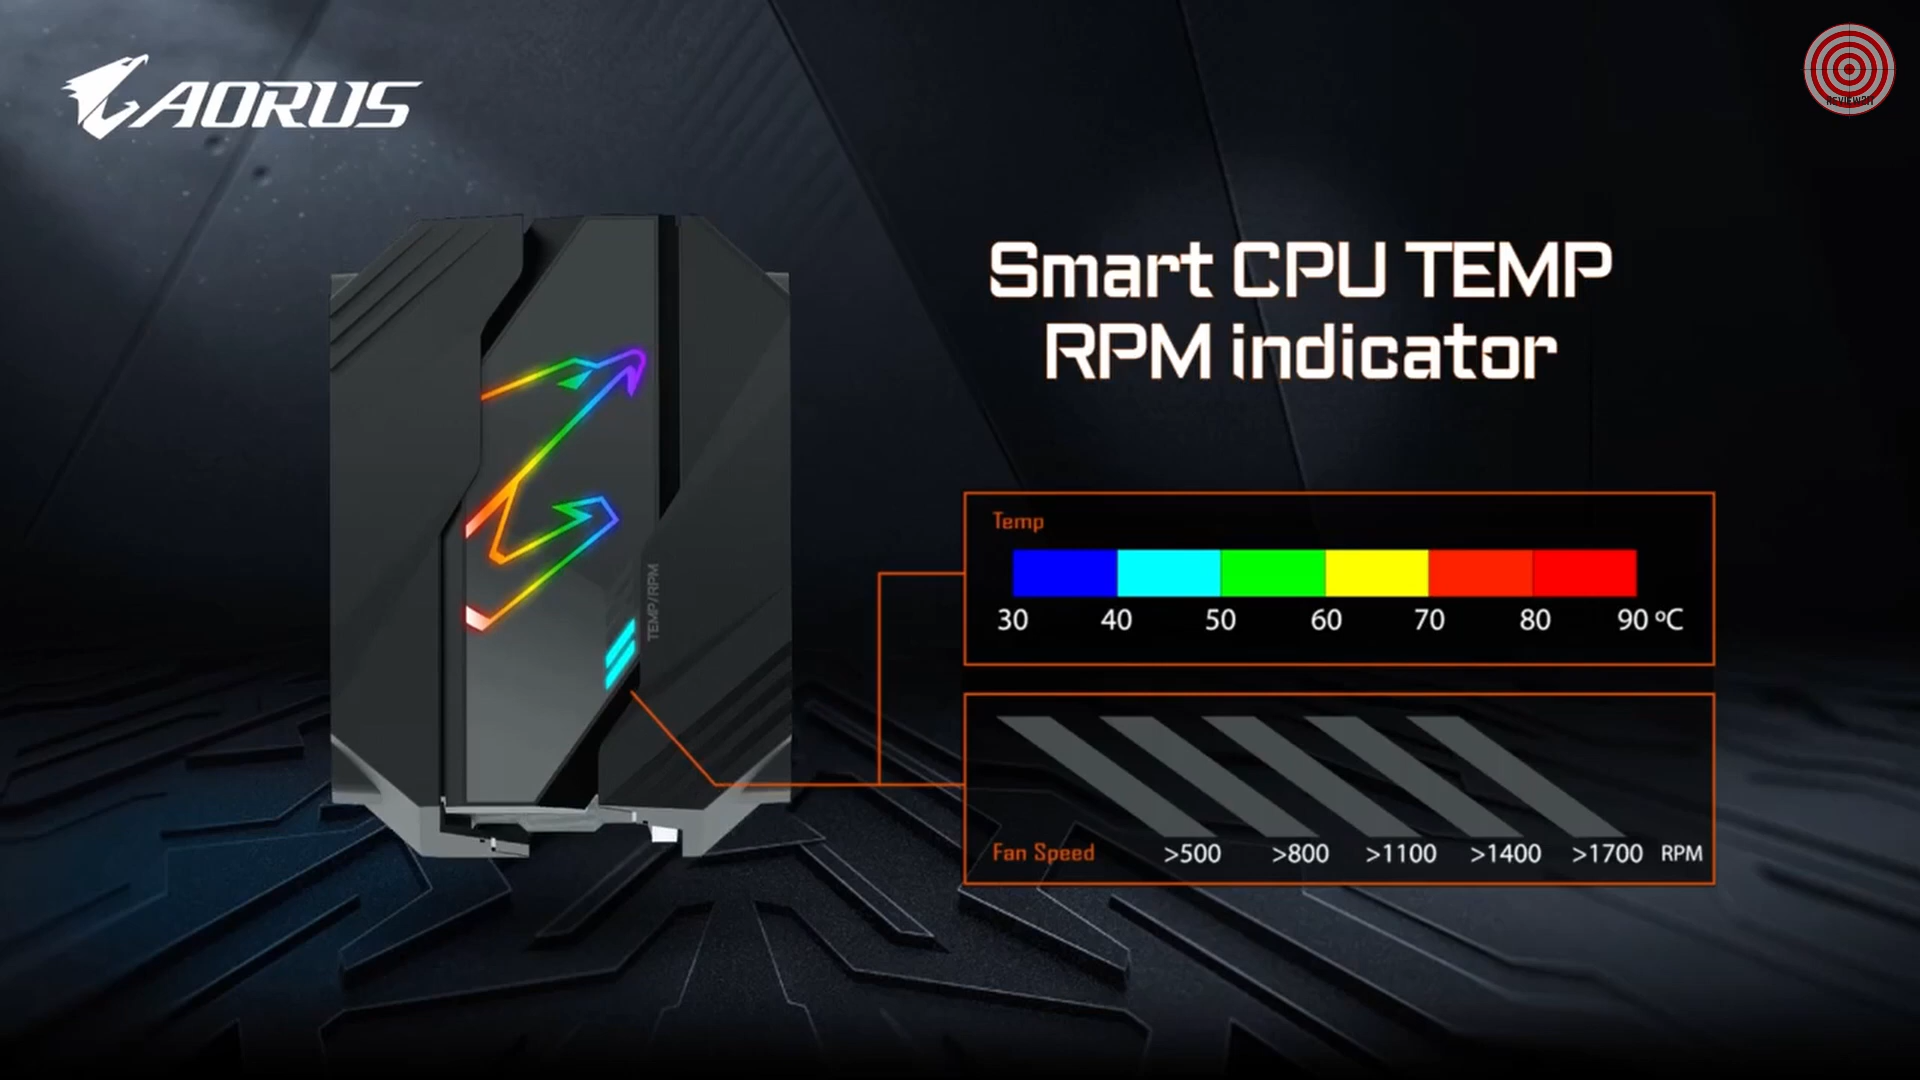 AORUS
Smart CPU TEMP
RPM indicator
TEMP/RPM
Temp
30 40 50 60 70 80 90 ºC
Fan Speed >500 >800 >1100 >1400 >1700 RPM